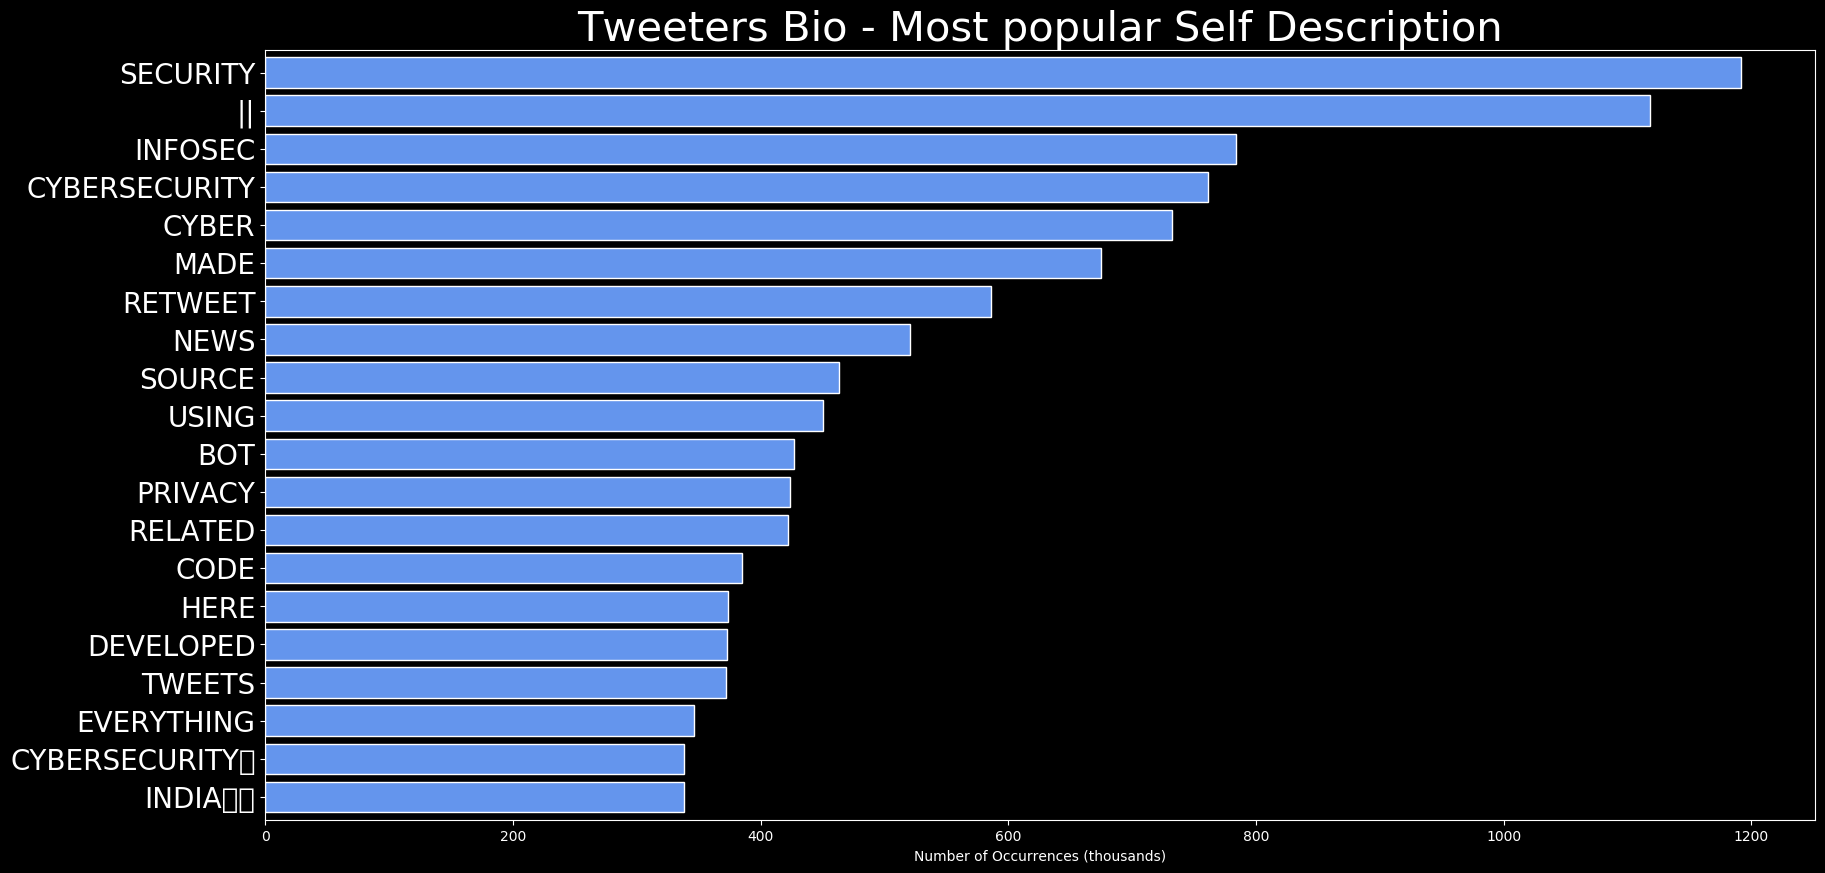 Tweeters Bio - Most popular Self Description
SECURITY
||
INFOSEC
CYBERSECURITY
CYBER
MADE
RETWEET
NEWS
SOURCE
USING
BOT
PRIVACY
RELATED
CODE
HERE
DEVELOPED
TWEETS
EVERYTHING
CYBERSECURITY▯
INDIA▯▯
0 200 400 600 800 1000 1200
Number of Occurrences (thousands)